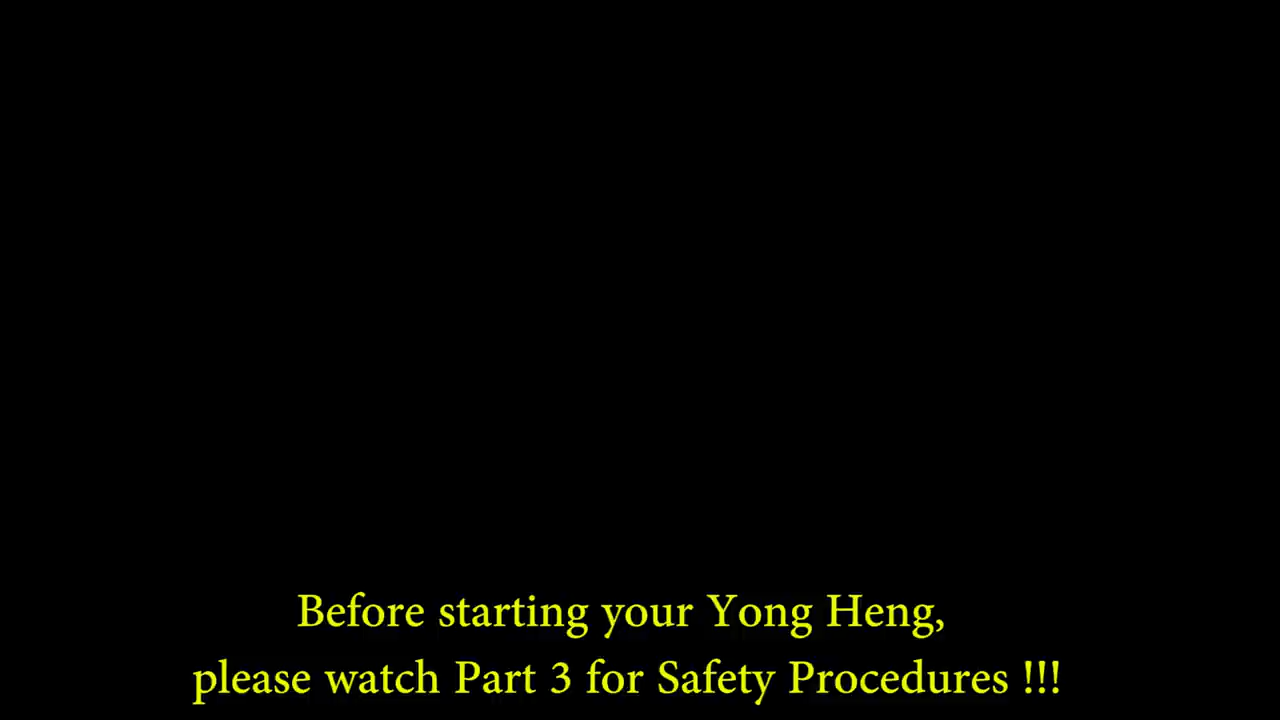 Before starting your Yong Heng,
please watch Part 3 for Safety Procedures !!!